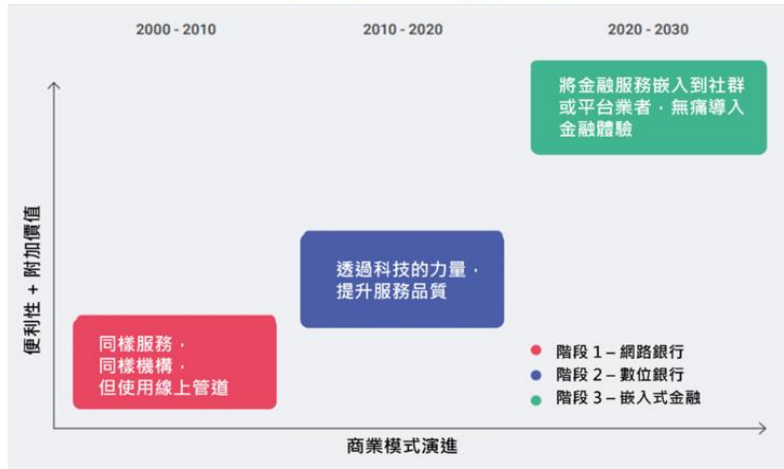 2000 - 2010
2010 - 2020
2020 - 2030
將金融服務嵌入到社群
或平台業者，無痛導入
金融體驗
透過科技的力量，
提升服務品質
同樣服務，
同樣機構，
但使用線上管道
便利性 + 附加價值
階段 1 – 網路銀行
階段 2 – 數位銀行
階段 3 – 嵌入式金融
商業模式演進